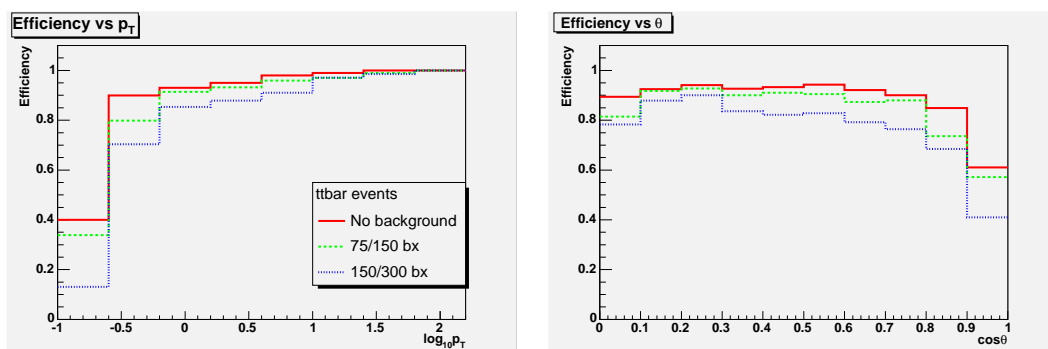 Efficiency vs pT
Efficiency
1
0.8
0.6
0.4
0.2
0
-1 -0.5 0 0.5 1 1.5 2
log10pT
ttbar events
No background
75/150 bx
150/300 bx
Efficiency vs θ
Efficiency
1
0.8
0.6
0.4
0.2
0
0 0.1 0.2 0.3 0.4 0.5 0.6 0.7 0.8 0.9 1
cosθ